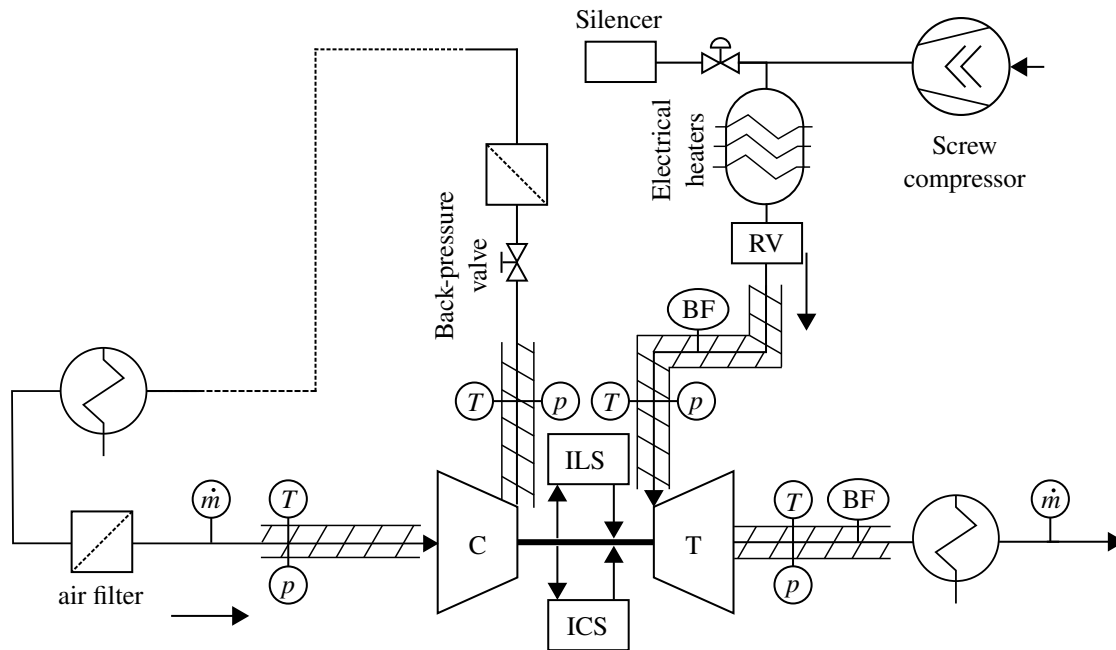 Silencer
Electrical
heaters
Screw
compressor
RV
Back-pressure
valve
BF
T
p
T
p
ILS
ṁ
T
C
T
T
BF
ṁ
p
p
air filter
ICS